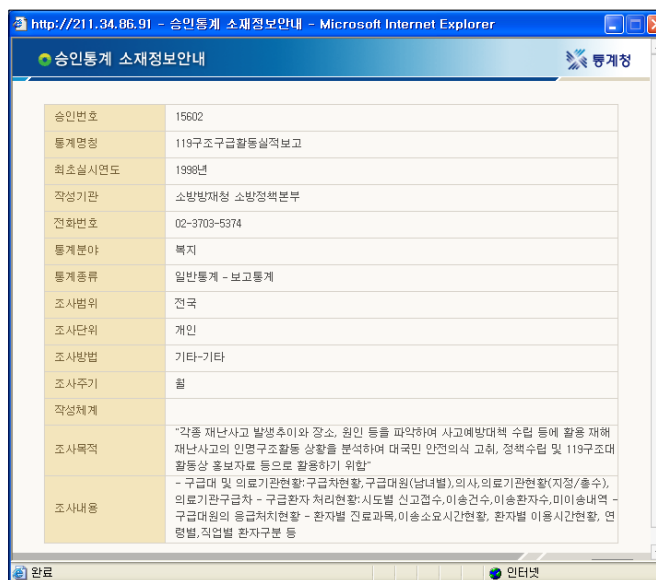 http://211.34.86.91 - 승인통계 소재정보안내 - Microsoft Internet Explorer
승인통계 소재정보안내
통계청
승인번호 15602
통계명칭 119구조구급활동실적보고
최초실시연도 1998년
작성기관 소방방재청 소방정책본부
전화번호 02-3703-5374
통계분야 복지
통계종류 일반통계 - 보고통계
조사범위 전국
조사단위 개인
조사방법 기타-기타
조사주기 월
작성체계
조사목적
"각종 재난사고 발생추이와 장소, 원인 등을 파악하여 사고예방대책 수립 등에 활용 재해
재난사고의 인명구조활동 상황을 분석하여 대국민 안전의식 고취, 정책수립 및 119구조대
활동상 홍보자료 등으로 활용하기 위함"
조사내용
- 구급대 및 의료기관현황:구급차현황,구급대원(남녀별),의사,의료기관현황(지정/총수),
의료기관구급차 - 구급환자 처리현황:시도별 신고접수,이송건수,이송환자수,미이송내역 -
구급대원의 응급처치현황 - 환자별 진료과목,이송소요시간현황, 환자별 이용시간현황, 연
령별,직업별 환자구분 등
완료
인터넷